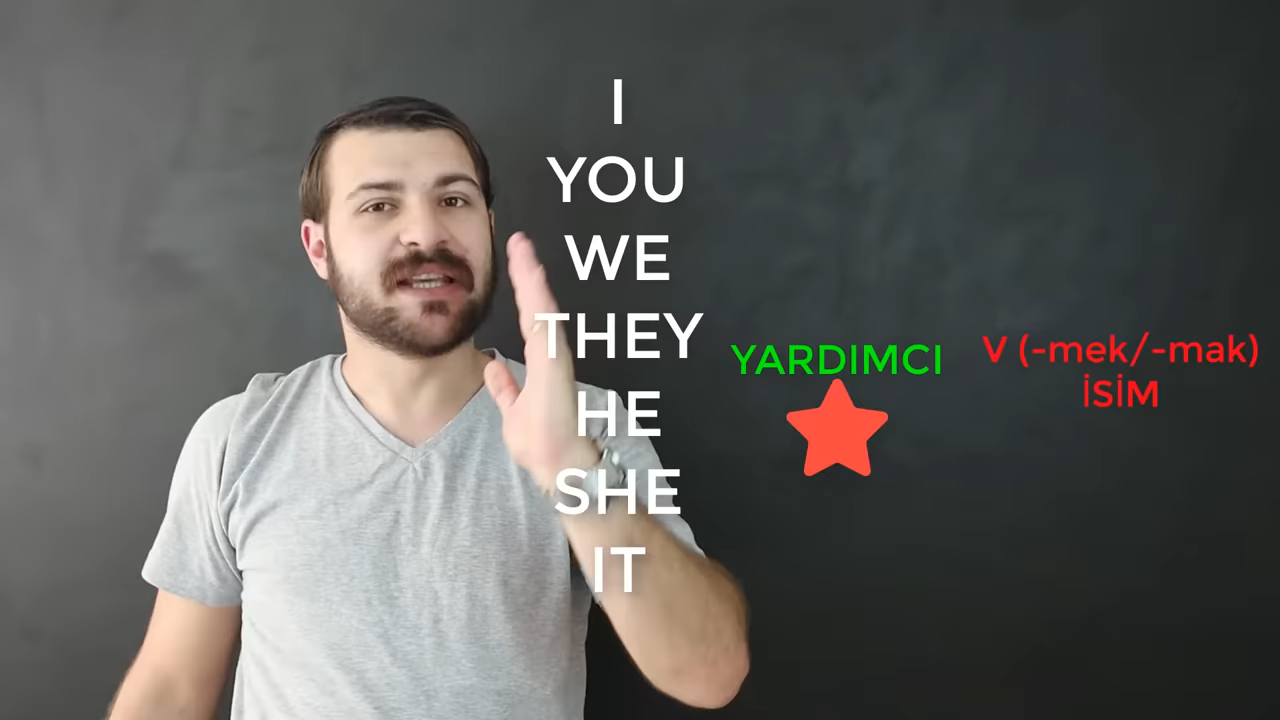 I
YOU
WE
THEY
HE
SHE
IT
YARDIMCI
V (-mek/-mak)
İSİM